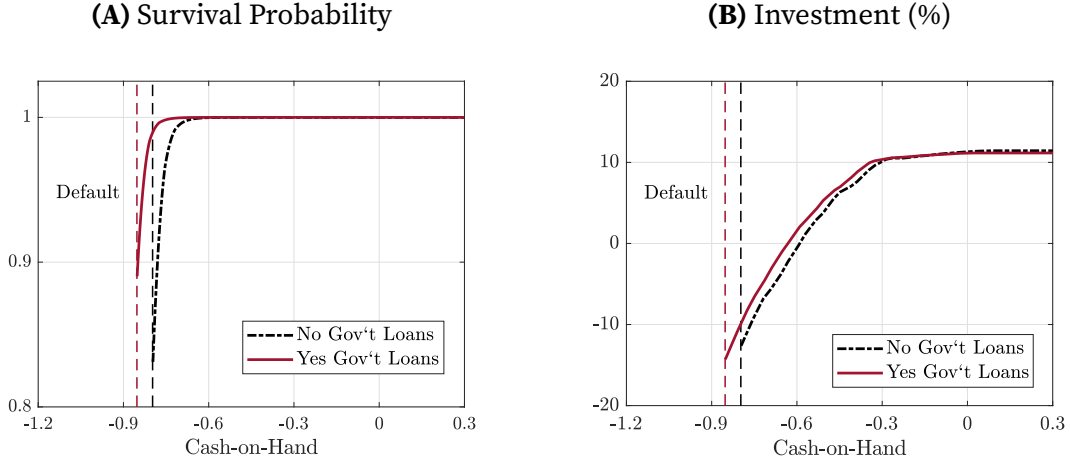 (A) Survival Probability
1
0.9
0.8
-1.2
-0.9
-0.6
-0.3
0
0.3
Default
No Gov‘t Loans
Yes Gov‘t Loans
Cash-on-Hand
(B) Investment (%)
20
10
0
-10
-20
-1.2
-0.9
-0.6
-0.3
0
0.3
Default
No Gov‘t Loans
Yes Gov‘t Loans
Cash-on-Hand